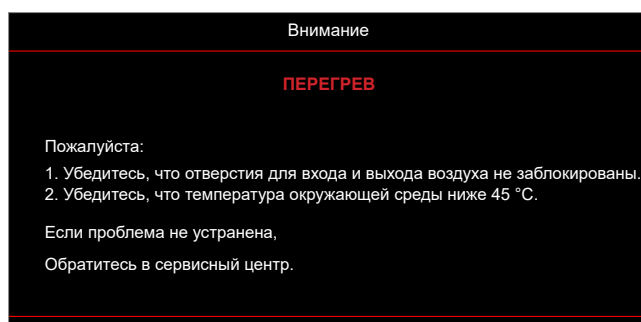 Внимание
ПЕРЕГРЕВ
Пожалуйста:
1. Убедитесь, что отверстия для входа и выхода воздуха не заблокированы.
2. Убедитесь, что температура окружающей среды ниже 45 °C.
Если проблема не устранена,
Обратитесь в сервисный центр.